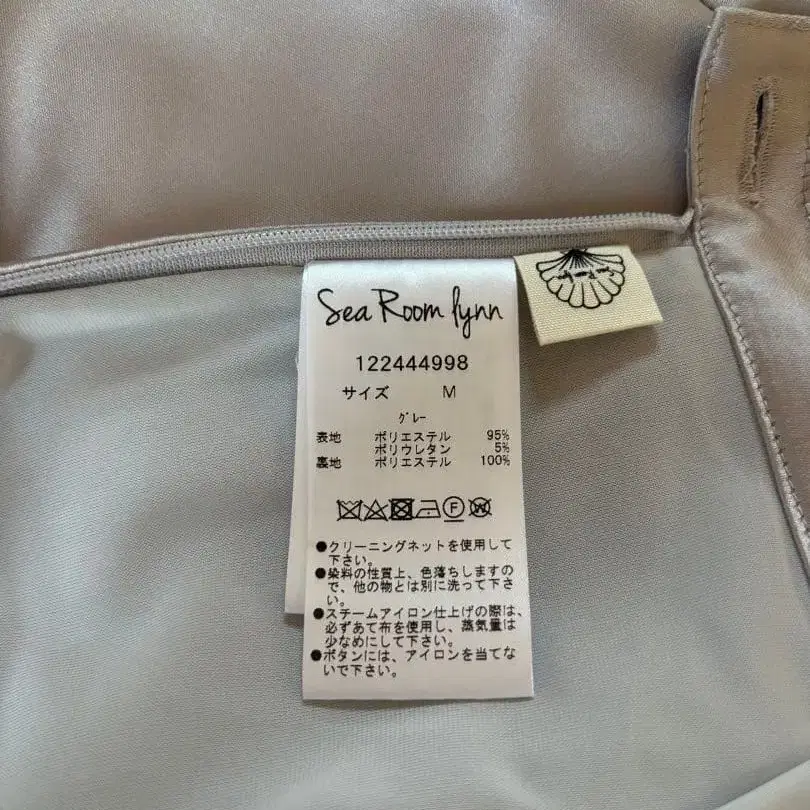 Sea Room lynn
122444998
サイズ M
グレー
表地 ポリエステル 95%
ポリウレタン 5%
裏地 ポリエステル 100%
F W
●クリーニングネットを使用して
下さい。
●染料の性質上、色落ちしますの
で、他の物とは別に洗って下さ
い。
●スチームアイロン仕上げの際は、
必ずあて布を使用し、蒸気量は
少なめにして下さい。
●ボタンには、アイロンを当てな
いで下さい。